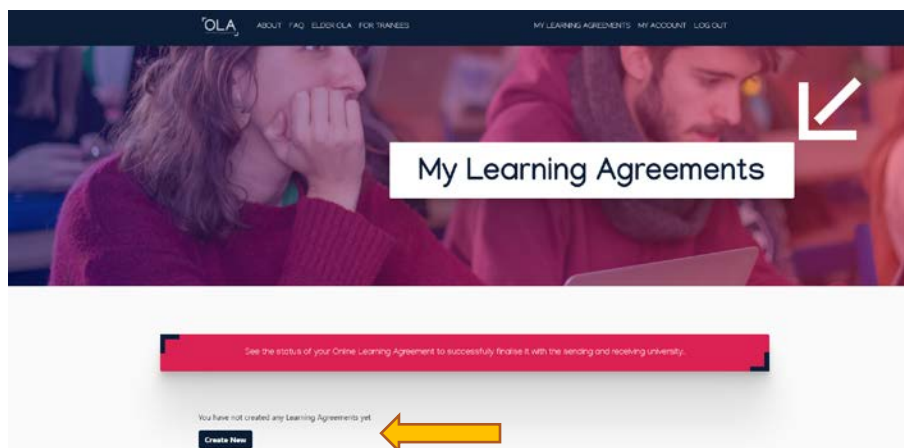 OLA ABOUT FAQ ELDER OLA FOR TRAINEES MY LEARNING AGREEMENTS MY ACCOUNT LOG OUT
My Learning Agreements
See the status of your Online Learning Agreement to successfully finalise it with the sending and receiving university.
You have not created any Learning Agreements yet
Create New